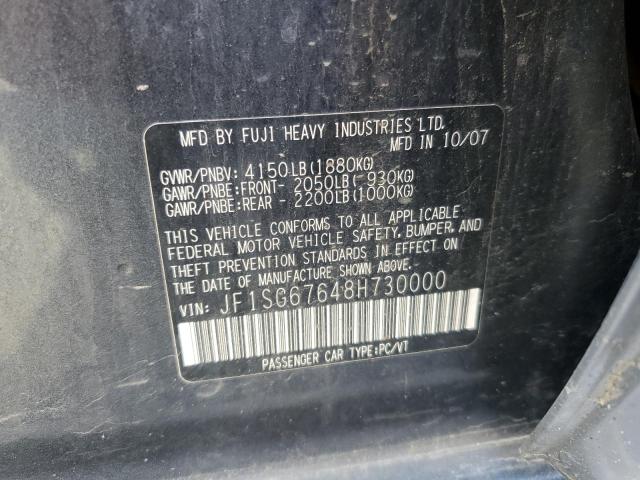 MFD BY FUJI HEAVY INDUSTRIES LTD.
MFD IN 10/07
GVWR/PNBV: 4150LB(1880KG)
GAWR/PNBE:FRONT- 2050LB( 930KG)
GAWR/PNBE:REAR - 2200LB(1000KG)
THIS VEHICLE CONFORMS TO ALL APPLICABLE
FEDERAL MOTOR VEHICLE SAFETY, BUMPER, AND
THEFT PREVENTION STANDARDS IN EFFECT ON
THE DATE OF MANUFACTURE SHOWN ABOVE.
VIN: JF1SG67648H730000
PASSENGER CAR TYPE:PC/VT